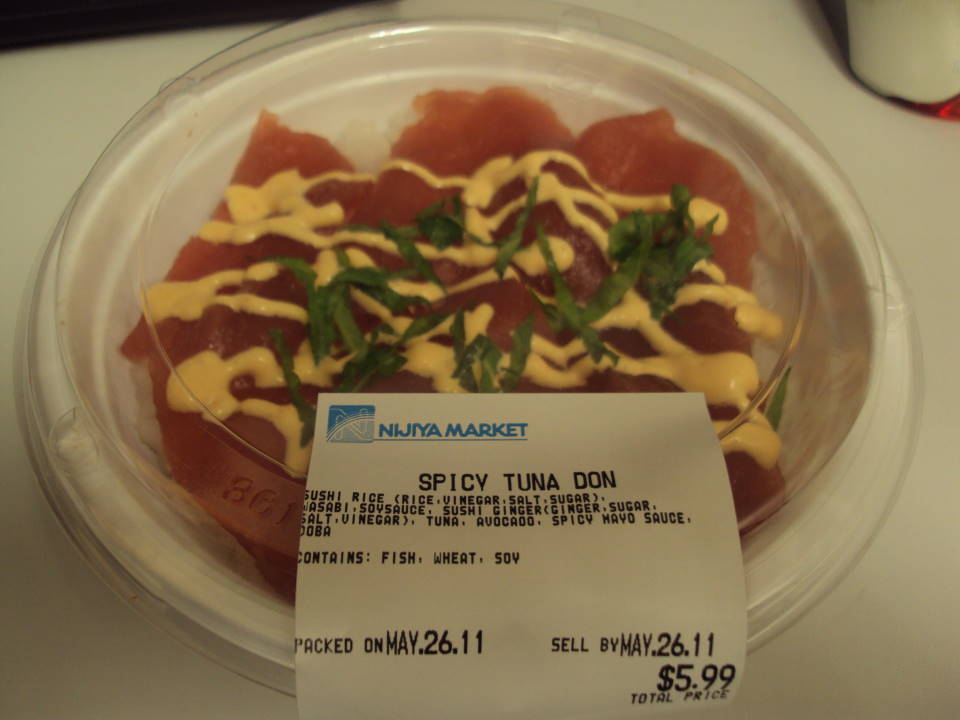 NIJIYA MARKET
SPICY TUNA DON
SUSHI RICE (RICE,VINEGAR,SALT,SUGAR),
WASABI,SOYSAUCE, SUSHI GINGER(GINGER,SUGAR,
SALT,VINEGAR), TUNA, AVOCADO, SPICY MAYO SAUCE,
OOBA
CONTAINS: FISH, WHEAT, SOY
PACKED ON MAY.26.11 SELL BY MAY.26.11
$5.99
TOTAL PRICE
861